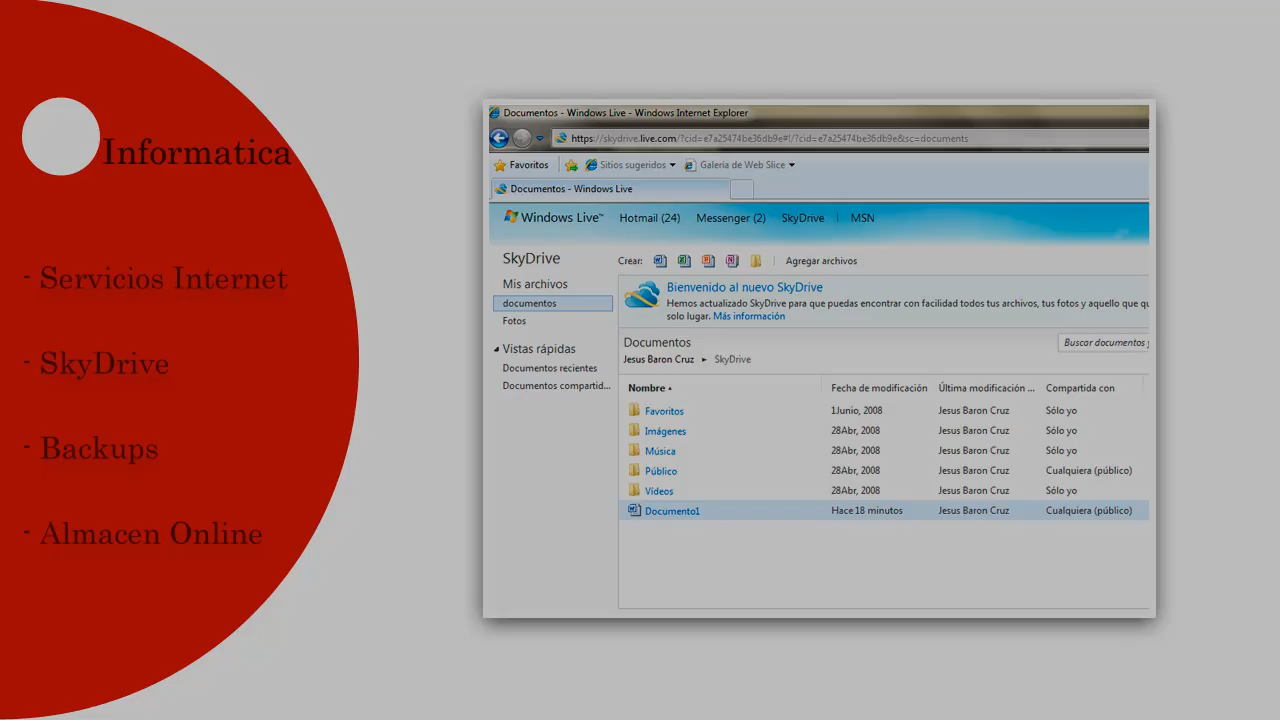 Informatica
- Servicios Internet
- SkyDrive
- Backups
- Almacen Online
Documentos - Windows Live - Windows Internet Explorer
https://skydrive.live.com/?cid=e7a25474be36db9e#!/?cid=e7a25474be36db9e&sc=documents
Favoritos Sitios sugeridos Galería de Web Slice
Documentos - Windows Live
Windows Live™ Hotmail (24) Messenger (2) SkyDrive | MSN
SkyDrive
Mis archivos
documentos
Fotos
Vistas rápidas
Documentos recientes
Documentos compartid...
Crear: Agregar archivos
Bienvenido al nuevo SkyDrive
Hemos actualizado SkyDrive para que puedas encontrar con facilidad todos tus archivos, tus fotos y aquello que
solo lugar. Más información
Documentos
Jesus Baron Cruz ► SkyDrive
Buscar documentos
Nombre Fecha de modificación Última modificación ... Compartida con
Favoritos 1Junio, 2008 Jesus Baron Cruz Sólo yo
Imágenes 28Abr, 2008 Jesus Baron Cruz Sólo yo
Música 28Abr, 2008 Jesus Baron Cruz Sólo yo
Público 28Abr, 2008 Jesus Baron Cruz Cualquiera (público)
Vídeos 28Abr, 2008 Jesus Baron Cruz Sólo yo
Documento1 Hace 18 minutos Jesus Baron Cruz Cualquiera (público)